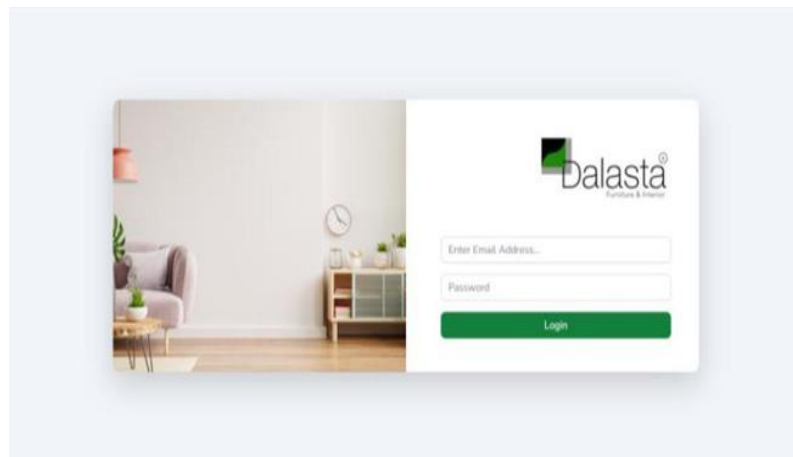 Dalasta®
Furniture & Interior
Enter Email Address...
Password
Login